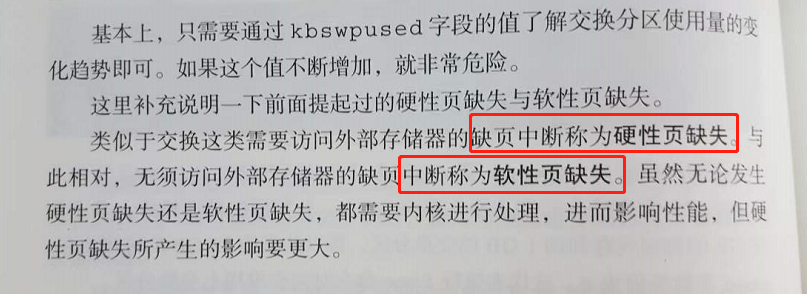 基本上，只需要通过 kbswpused 字段的值了解交换分区使用量的变
化趋势即可。如果这个值不断增加，就非常危险。
这里补充说明一下前面提起过的硬性页缺失与软性页缺失。
类似于交换这类需要访问外部存储器的缺页中断称为硬性页缺失。与
此相对，无须访问外部存储器的缺页中断称为软性页缺失。虽然无论发生
硬性页缺失还是软性页缺失，都需要内核进行处理，进而影响性能，但硬
性页缺失所产生的影响要更大。